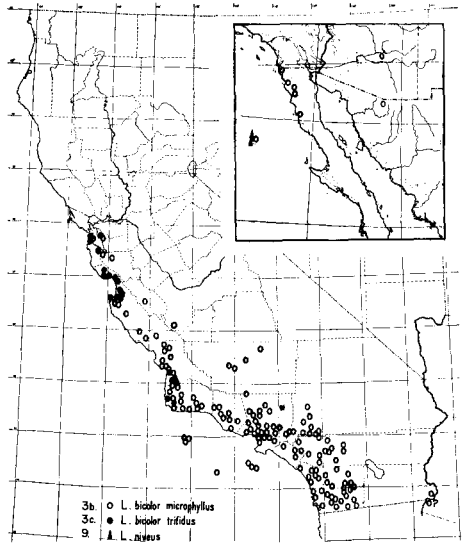 3b. o L. bicolor microphyllus
3c. ● L. bicolor trifidus
9. ▲ L. niveus